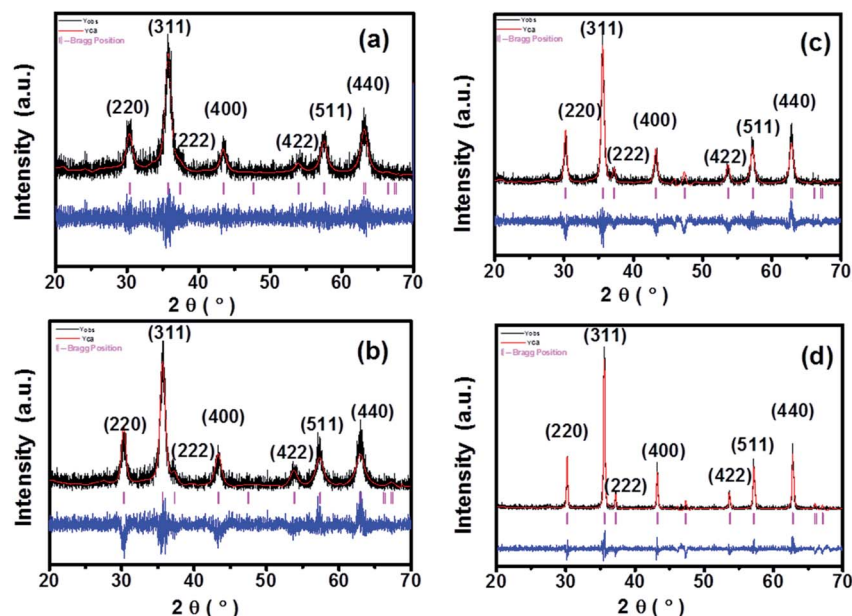 Yobs
Yca
Bragg Position
(a)
(311)
(220)
(222)
(400)
(422)
(511)
(440)
Intensity (a.u.)
20 30 40 50 60 70
2 θ ( ° )
Yobs
Yca
Bragg Position
(c)
(311)
(220)
(222)
(400)
(422)
(511)
(440)
Intensity (a.u.)
20 30 40 50 60 70
2 θ ( ° )
Yobs
Yca
Bragg Position
(b)
(311)
(220)
(222)
(400)
(422)
(511)
(440)
Intensity (a.u.)
20 30 40 50 60 70
2 θ ( ° )
Yobs
Yca
Bragg Position
(d)
(311)
(220)
(222)
(400)
(422)
(511)
(440)
Intensity (a.u.)
20 30 40 50 60 70
2 θ ( ° )